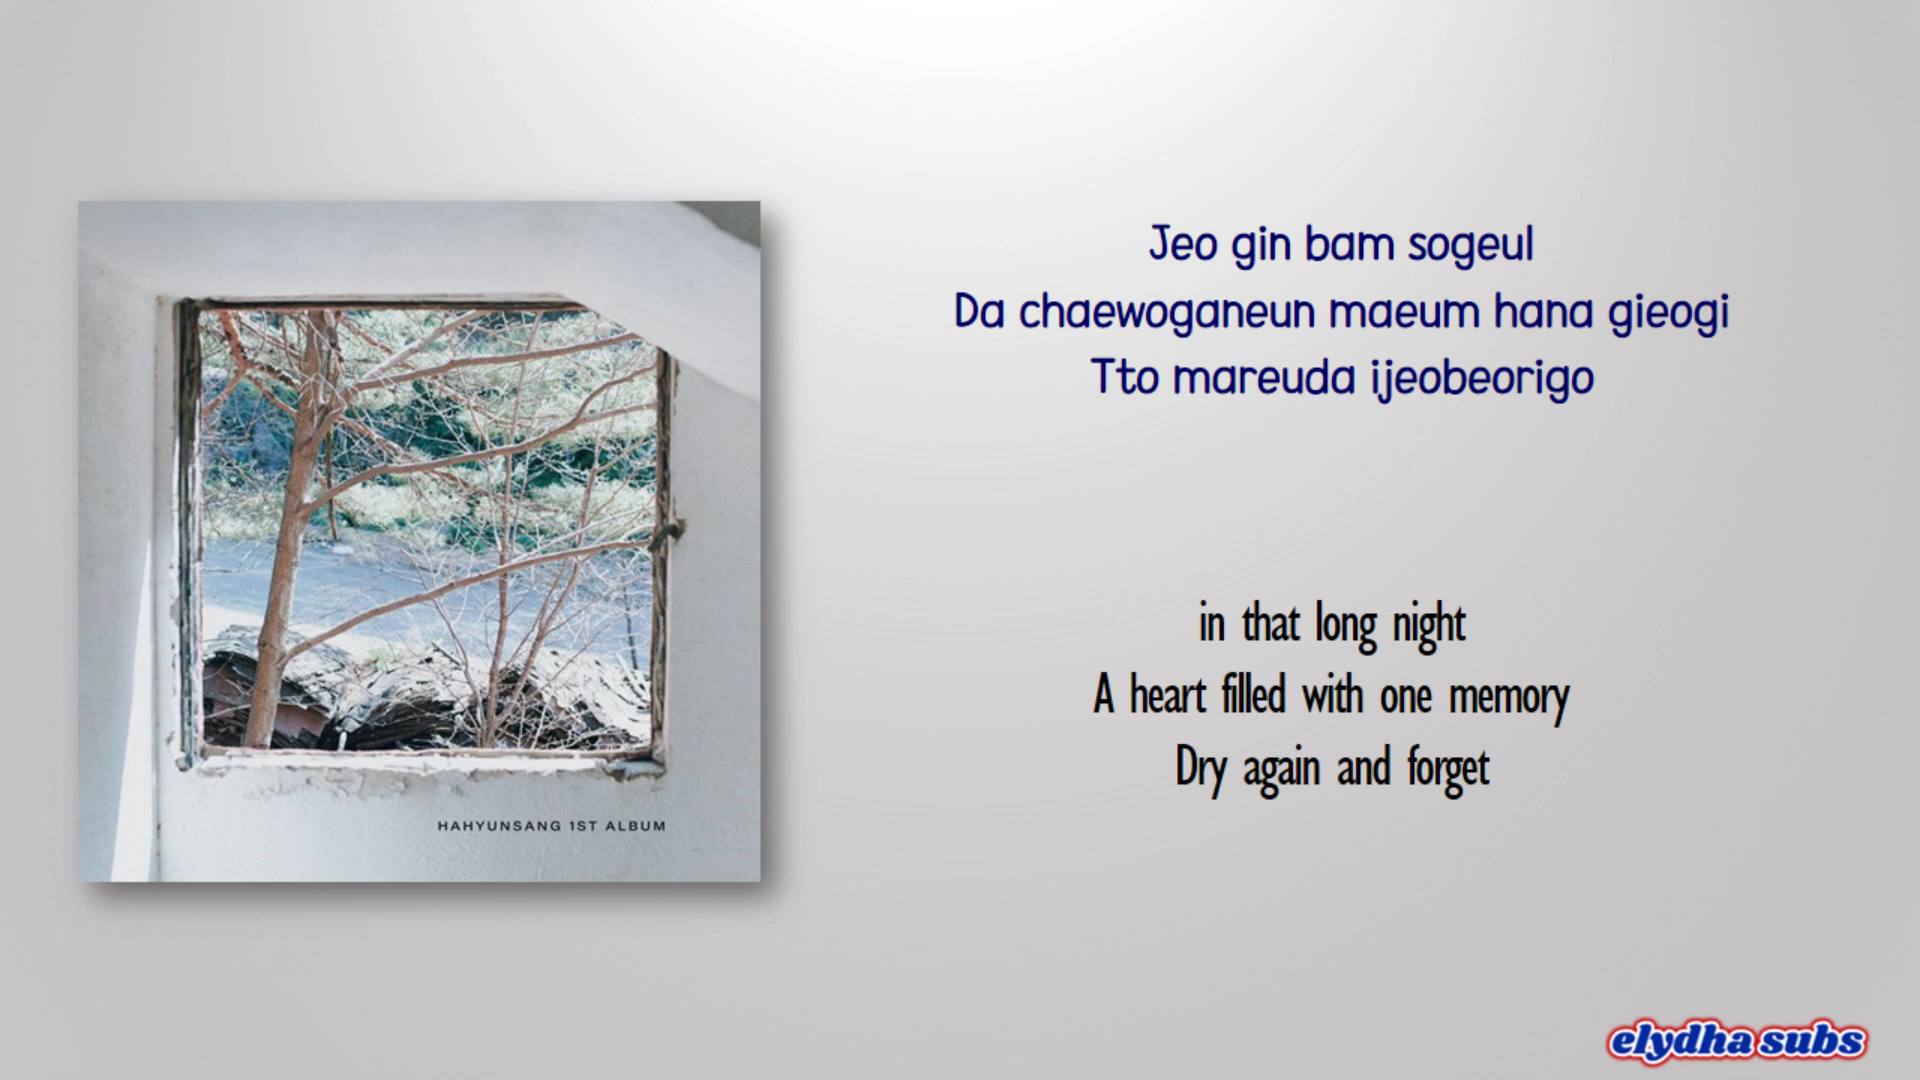 Jeo gin bam sogeul
Da chaewoganeun maeum hana gieogi
Tto mareuda ijeobeorigo
in that long night
A heart filled with one memory
Dry again and forget
HAHYUNSANG 1ST ALBUM
elydha subs